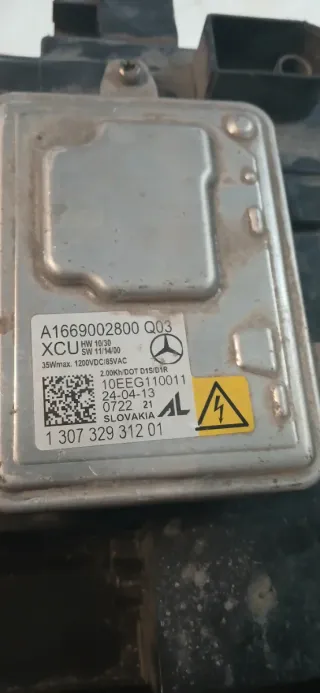 A1669002800 Q03
XCU HW 10/30
SW 11/14/00
35Wmax. 1200VDC/85VAC
2.00Kh/DOT D1S/D1R
10EEG110011
24-04-13
0722 21
SLOVAKIA AL
1 307 329 312 01